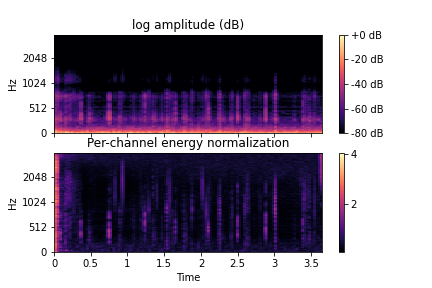 log amplitude (dB)
Hz
2048
1024
512
0
+0 dB
-20 dB
-40 dB
-60 dB
-80 dB
Per-channel energy normalization
Hz
2048
1024
512
0
4
2
0 0.5 1 1.5 2 2.5 3 3.5
Time